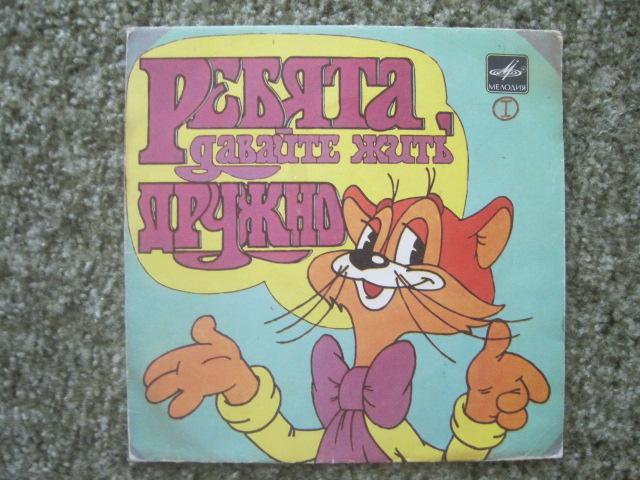 Ребята,
давайте жить
дружно
МЕЛОДИЯ
I